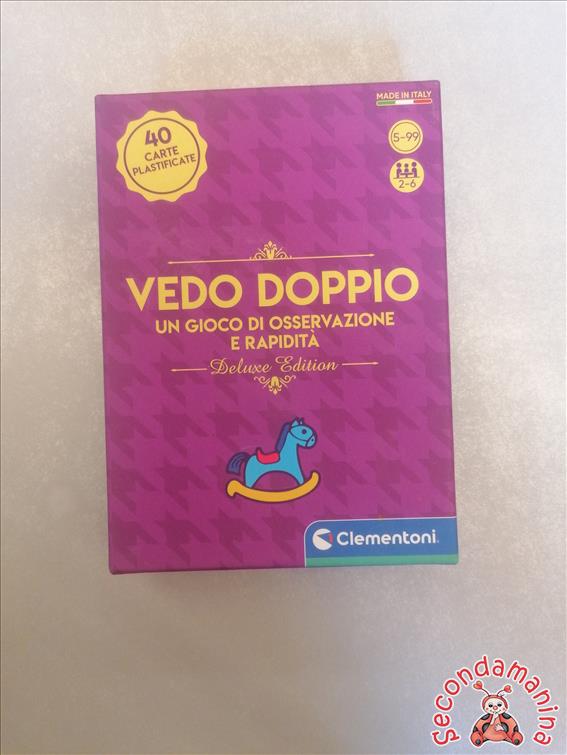 MADE IN ITALY
40
CARTE
PLASTIFICATE
5-99
2-6
VEDO DOPPIO
UN GIOCO DI OSSERVAZIONE
E RAPIDITÀ
Deluxe Edition
Clementoni
Secondamanina